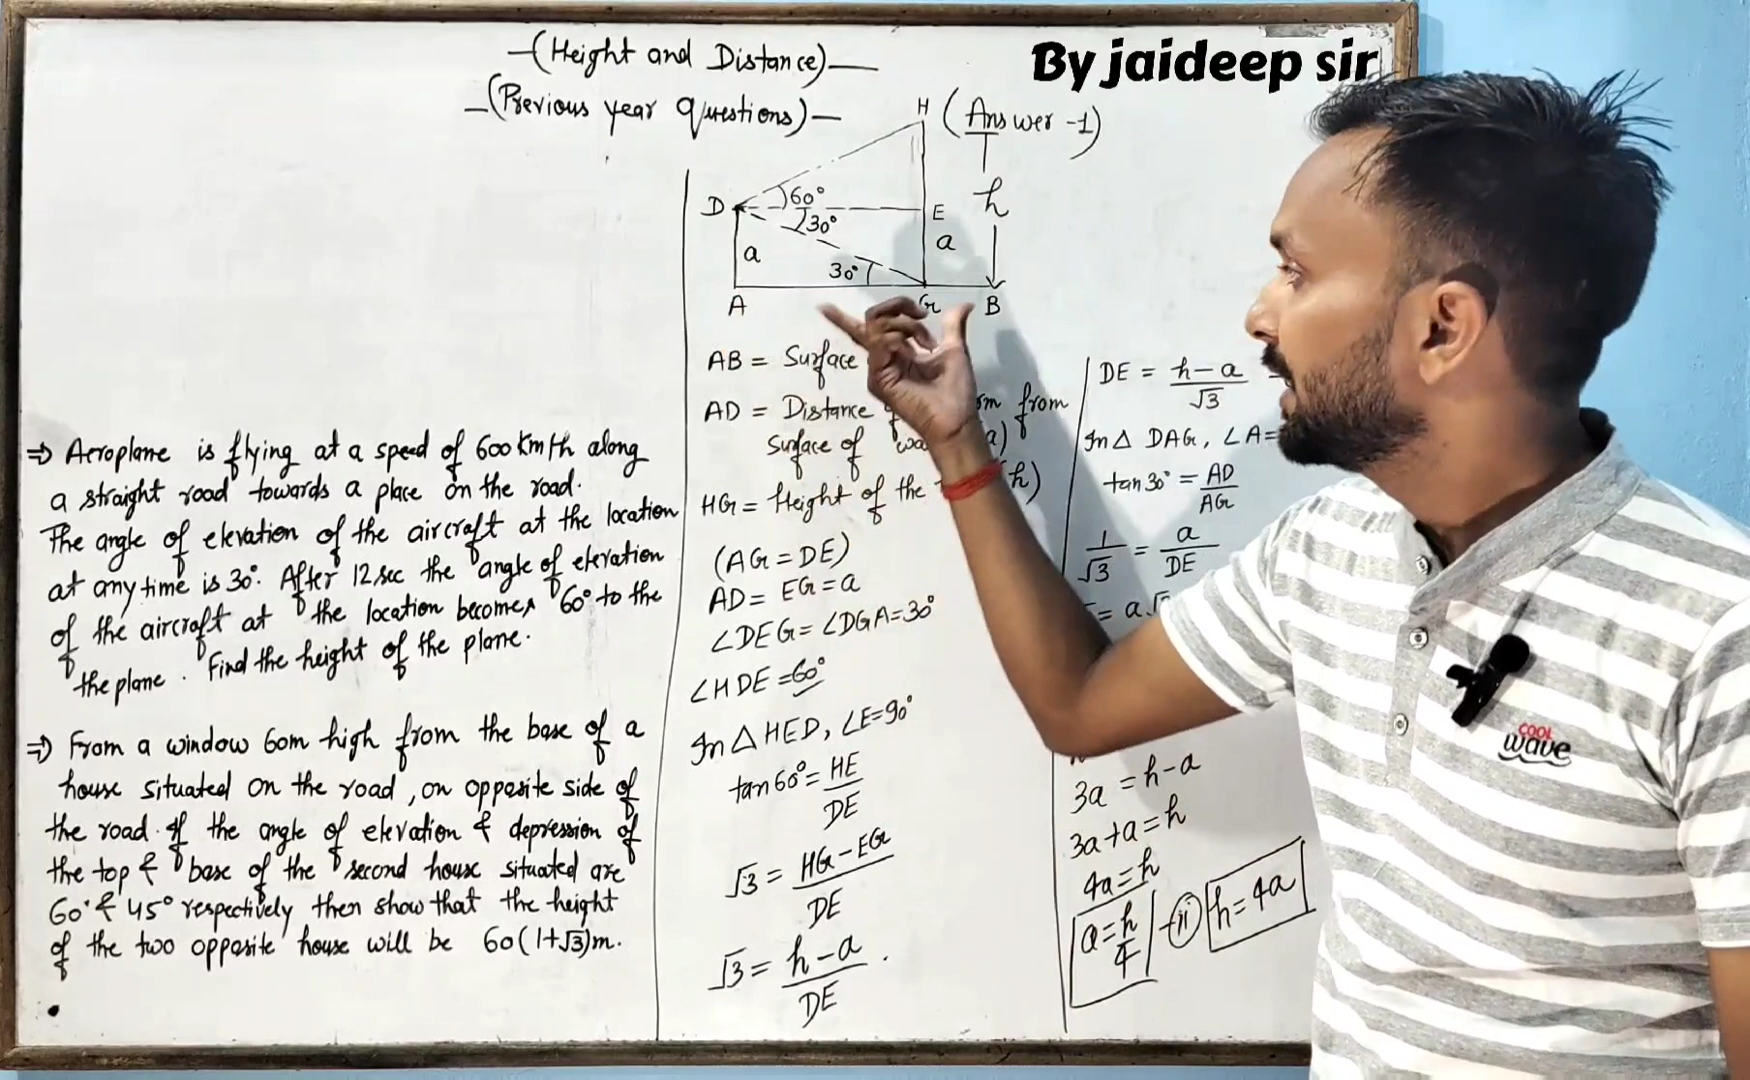 (Height and Distance)
(Previous year Questions)
By jaideep sir
(Answer -1)
H
h
D
60°
30°
E
a
a
30°
A
G
B
⇒ Aeroplane is flying at a speed of 600 Km/h along
a straight road towards a place on the road.
The angle of elevation of the aircraft at the location
at any time is 30°. After 12 sec the angle of elevation
of the aircraft at the location becomes 60° to the
the plane. Find the height of the plane.
⇒ From a window 60m high from the base of a
house situated on the road, on opposite side of
the road. If the angle of elevation & depression of
the top & base of the second house situated are
60° & 45° respectively then show that the height
of the two opposite house will be 60(1+√3)m.
AB = Surface
AD = Distance from
Surface of a)
HG = Height of the h)
(AG = DE)
AD = EG = a
∠DEG = ∠DGA = 30°
∠HDE = 60°
In △ HED, ∠E = 90°
tan 60° = HE/DE
√3 = HG - EG/DE
√3 = h - a/DE .
DE = h - a/√3
In △ DAG, ∠A =
tan 30° = AD/AG
1/√3 = a/DE
= a√
3a = h - a
3a + a = h
4a = h
a = h/4 - ii h = 4a
COOL
wave